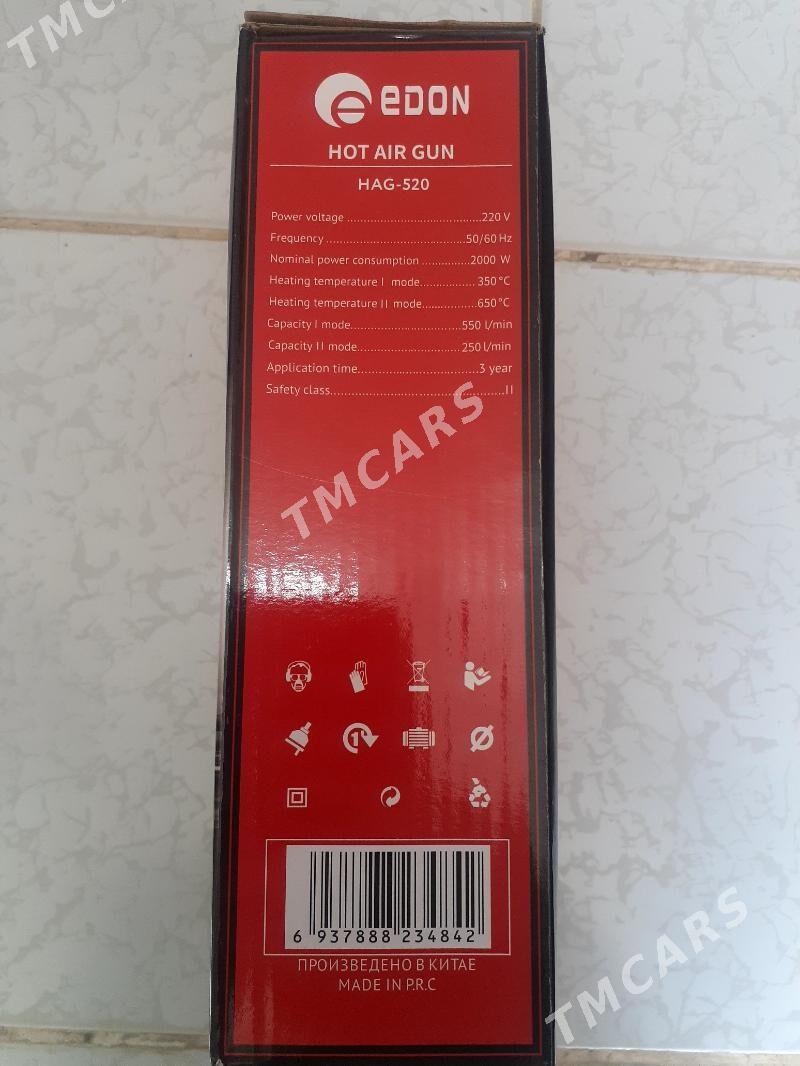 TMCARS
eDON
HOT AIR GUN
HAG-520
Power voltage ........................................220 V
Frequency ........................................50/60 Hz
Nominal power consumption ..............2000 W
Heating temperature I mode................350 °C
Heating temperature II mode................650 °C
Capacity I mode................................550 l/min
Capacity II mode..............................250 l/min
Application time...................................3 year
Safety class.................................................II
TMCARS
1
6 937888 234842
ПРОИЗВЕДЕНО В КИТАЕ
MADE IN P.R.C
TMCARS